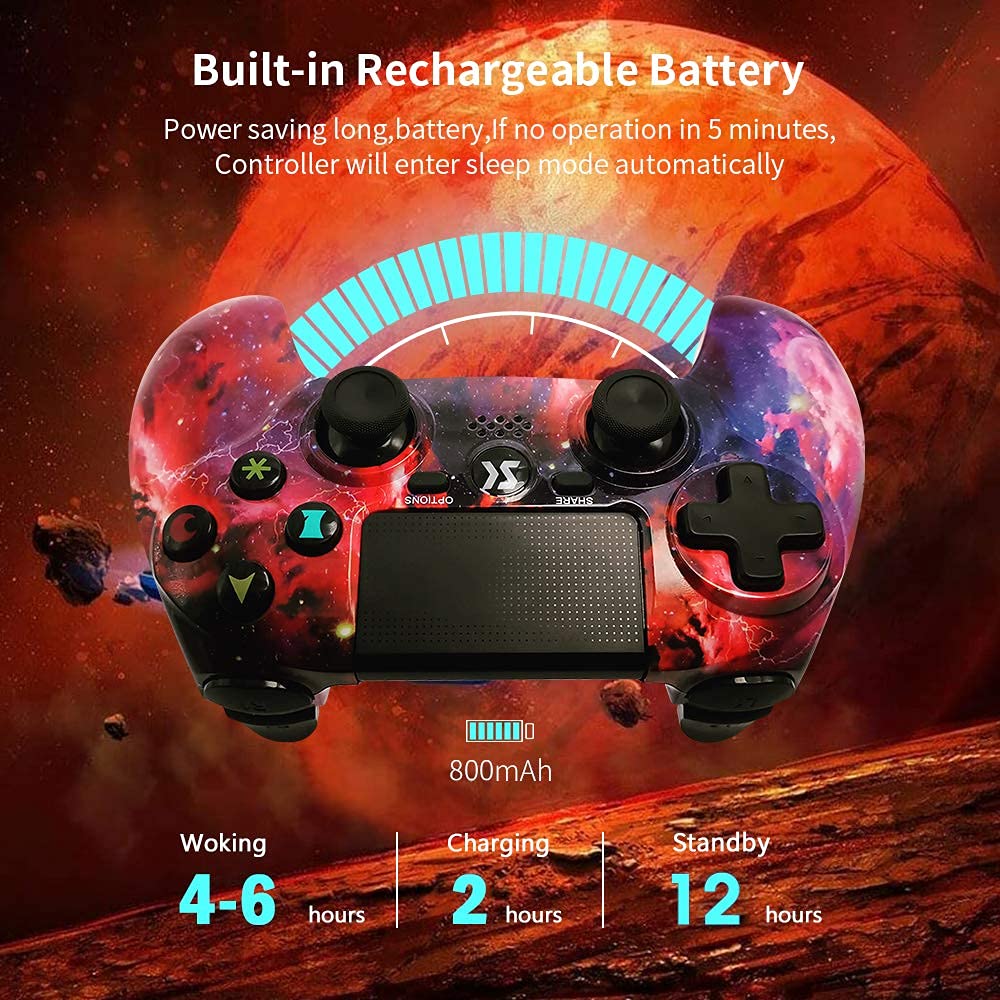 Built-in Rechargeable Battery
Power saving long,battery,If no operation in 5 minutes,
Controller will enter sleep mode automatically
OPTIONS
SHARE
800mAh
Woking
Charging
Standby
4-6 hours
2 hours
12 hours